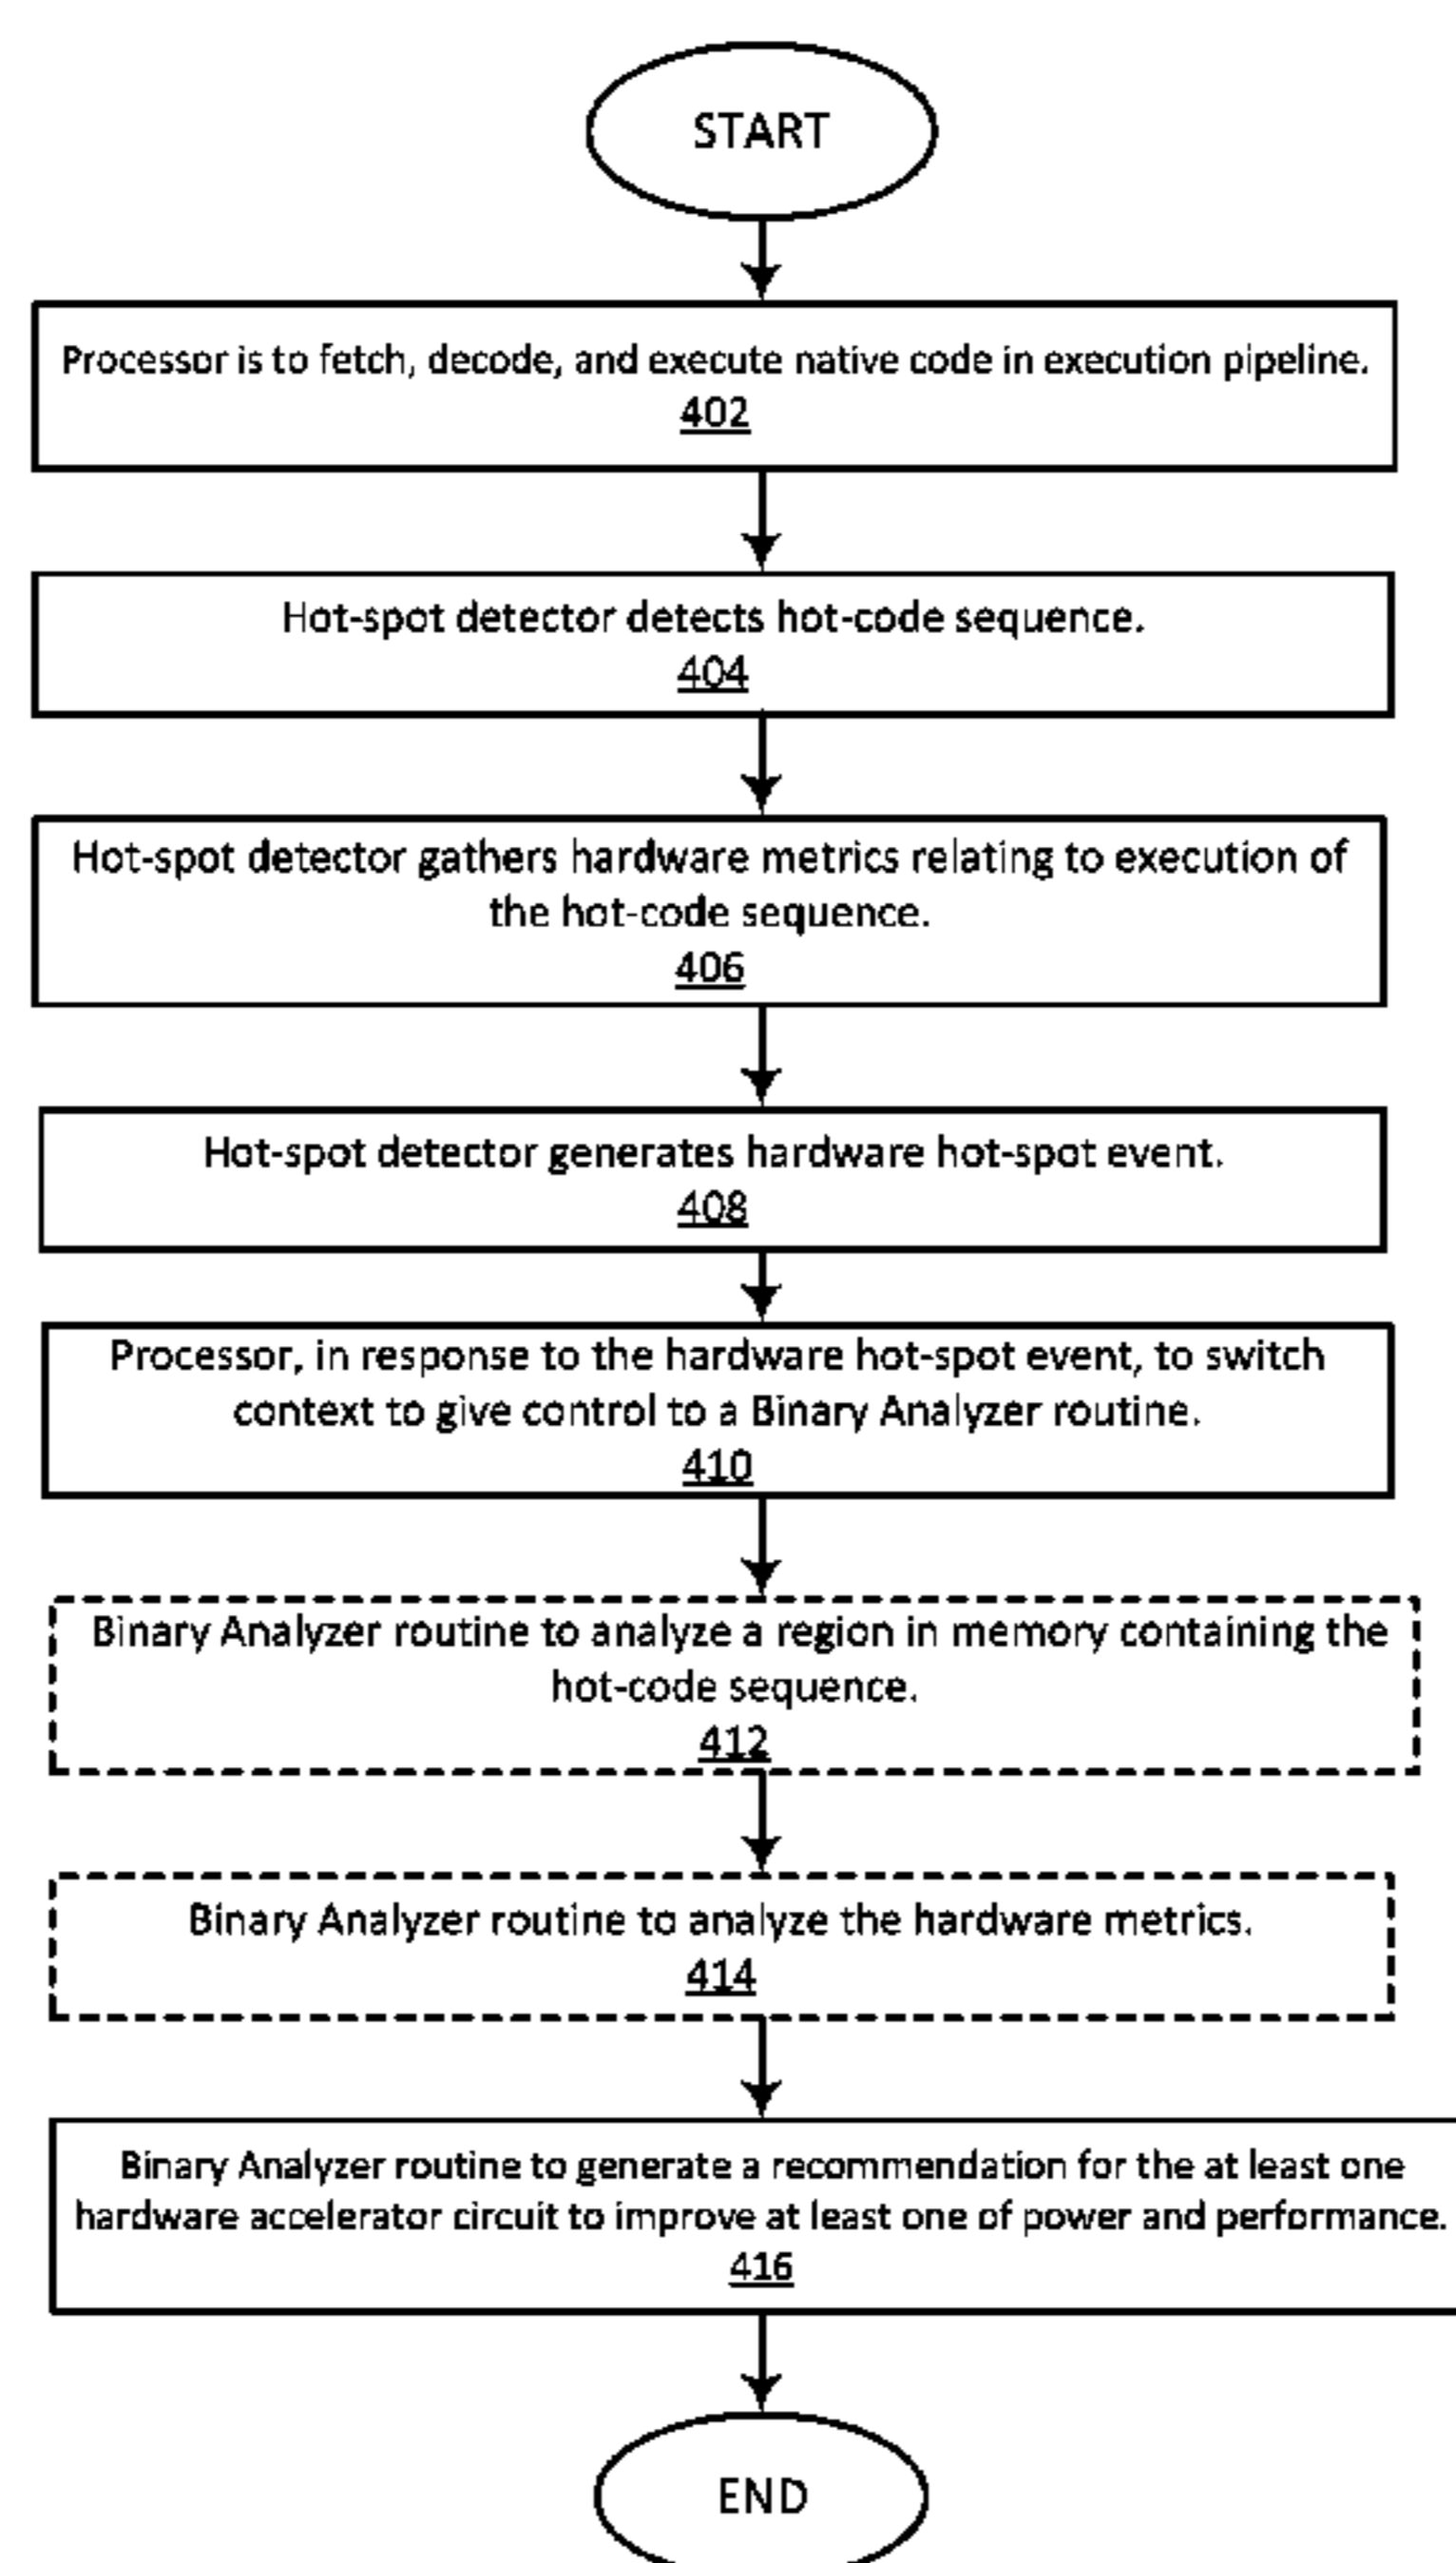 START
Processor is to fetch, decode, and execute native code in execution pipeline.
402
Hot-spot detector detects hot-code sequence.
404
Hot-spot detector gathers hardware metrics relating to execution of
the hot-code sequence.
406
Hot-spot detector generates hardware hot-spot event.
408
Processor, in response to the hardware hot-spot event, to switch
context to give control to a Binary Analyzer routine.
410
Binary Analyzer routine to analyze a region in memory containing the
hot-code sequence.
412
Binary Analyzer routine to analyze the hardware metrics.
414
Binary Analyzer routine to generate a recommendation for the at least one
hardware accelerator circuit to improve at least one of power and performance.
416
END